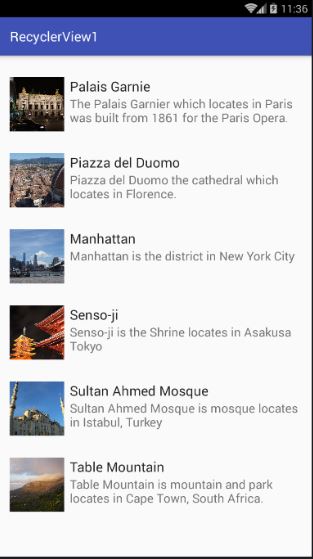 11:36
RecyclerView1
Palais Garnie
The Palais Garnier which locates in Paris
was built from 1861 for the Paris Opera.
Piazza del Duomo
Piazza del Duomo the cathedral which
locates in Florence.
Manhattan
Manhattan is the district in New York City
Senso-ji
Senso-ji is the Shrine locates in Asakusa
Tokyo
Sultan Ahmed Mosque
Sultan Ahmed Mosque is mosque locates
in Istabul, Turkey
Table Mountain
Table Mountain is mountain and park
locates in Cape Town, South Africa.